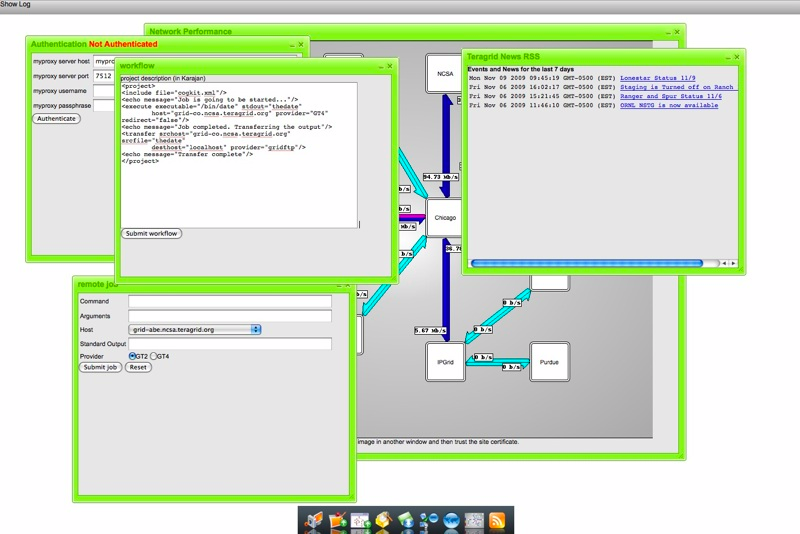 Show Log
Network Performance
Authentication Not Authenticated
myproxy server host
myproxy server port 7512
myproxy username
myproxy passphrase
Authenticate
workflow
project description (in Karajan)
<project>
<include file="cogkit.xml"/>
<echo message="Job is going to be started..."/>
<execute executable="/bin/date" stdout="thedate"
host="grid-co.ncsa.teragrid.org" provider="GT4"
redirect="false"/>
<echo message="Job completed. Transferring the output"/>
<transfer srchost="grid-co.ncsa.teragrid.org"
srcfile="thedate"
desthost="localhost" provider="gridftp"/>
<echo message="Transfer complete"/>
</project>
Submit workflow
Teragrid News RSS
Events and News for the last 7 days
Mon Nov 09 2009 09:45:19 GMT-0500 (EST) Lonestar Status 11/9
Fri Nov 06 2009 16:02:17 GMT-0500 (EST) Staging is Turned off on Ranch
Fri Nov 06 2009 15:21:45 GMT-0500 (EST) Ranger and Spur Status 11/6
Fri Nov 06 2009 11:46:10 GMT-0500 (EST) ORNL NSTG is now available
NCSA
94.73 Mb/s
b/s
b/s
Mb/s
b/s
Chicago
b/s
5.67 Mb/s
0 b/s
0 b/s
0 b/s
0 b/s
IPGrid
Purdue
image in another window and then trust the site certificate.
remote job
Command
Arguments
Host grid-abe.ncsa.teragrid.org
Standard Output
Provider GT2 GT4
Submit job Reset